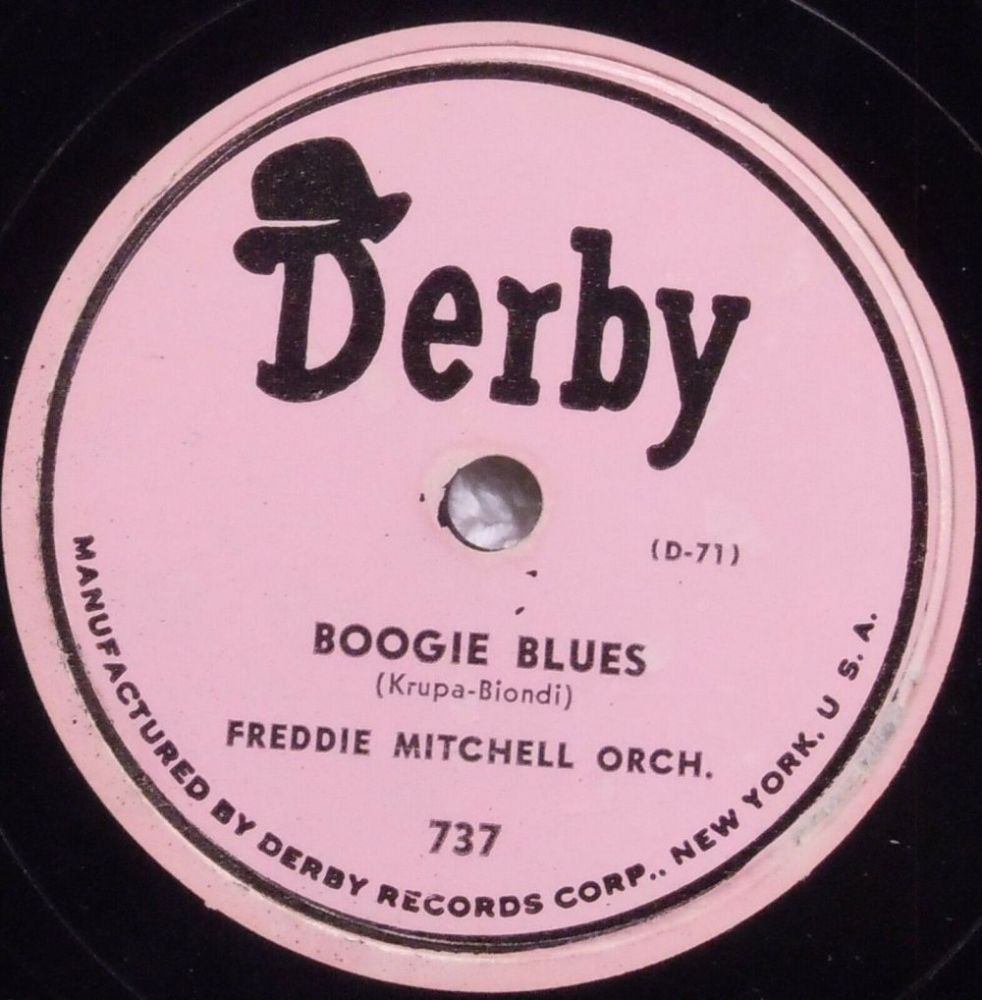 Derby
(D-71)
BOOGIE BLUES
(Krupa-Biondi)
FREDDIE MITCHELL ORCH.
737
MANUFACTURED BY DERBY RECORDS CORP., NEW YORK, U S. A.